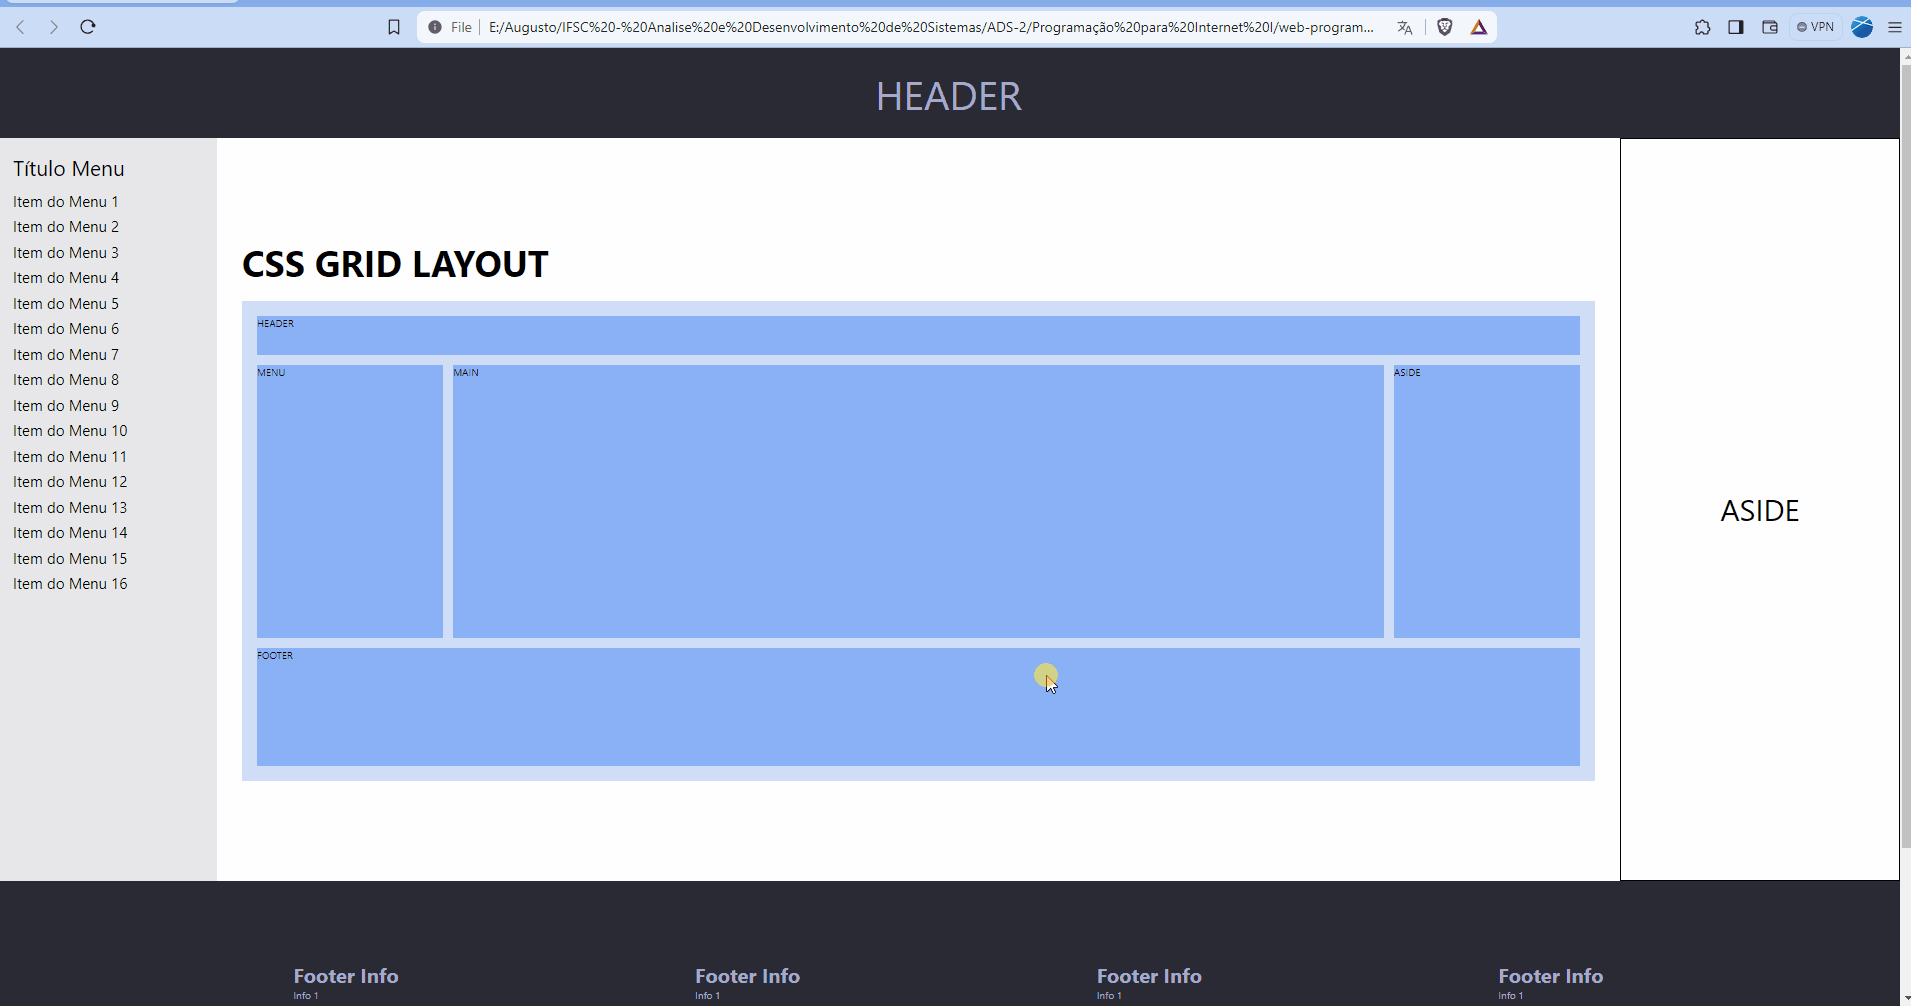 File
E:/Augusto/IFSC%20-%20Analise%20e%20Desenvolvimento%20de%20Sistemas/ADS-2/Programação%20para%20Internet%20I/web-program...
VPN
HEADER
Título Menu
Item do Menu 1
Item do Menu 2
Item do Menu 3
Item do Menu 4
Item do Menu 5
Item do Menu 6
Item do Menu 7
Item do Menu 8
Item do Menu 9
Item do Menu 10
Item do Menu 11
Item do Menu 12
Item do Menu 13
Item do Menu 14
Item do Menu 15
Item do Menu 16
CSS GRID LAYOUT
HEADER
MENU
MAIN
ASIDE
FOOTER
ASIDE
Footer Info
Info 1
Footer Info
Info 1
Footer Info
Info 1
Footer Info
Info 1